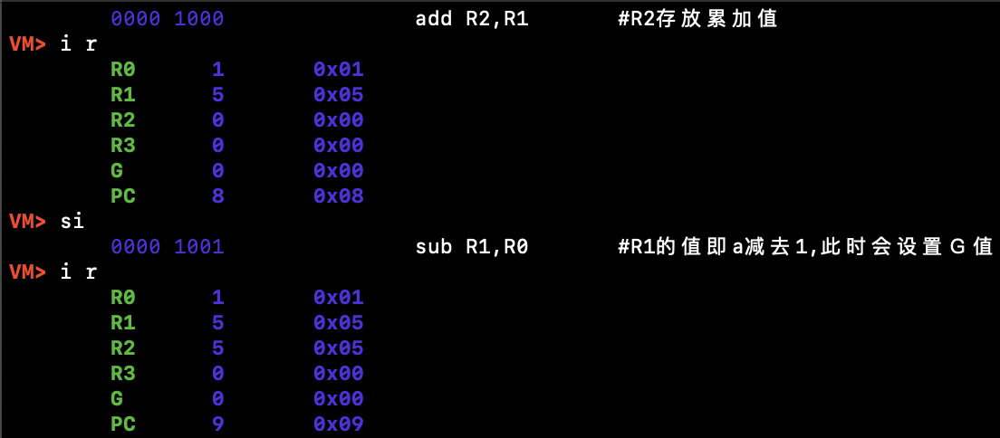 0000 1000 add R2,R1 #R2存放累加值
VM> i r
R0 1 0x01
R1 5 0x05
R2 0 0x00
R3 0 0x00
G 0 0x00
PC 8 0x08
VM> si
0000 1001 sub R1,R0 #R1的值即a减去1,此时会设置G值
VM> i r
R0 1 0x01
R1 5 0x05
R2 5 0x05
R3 0 0x00
G 0 0x00
PC 9 0x09